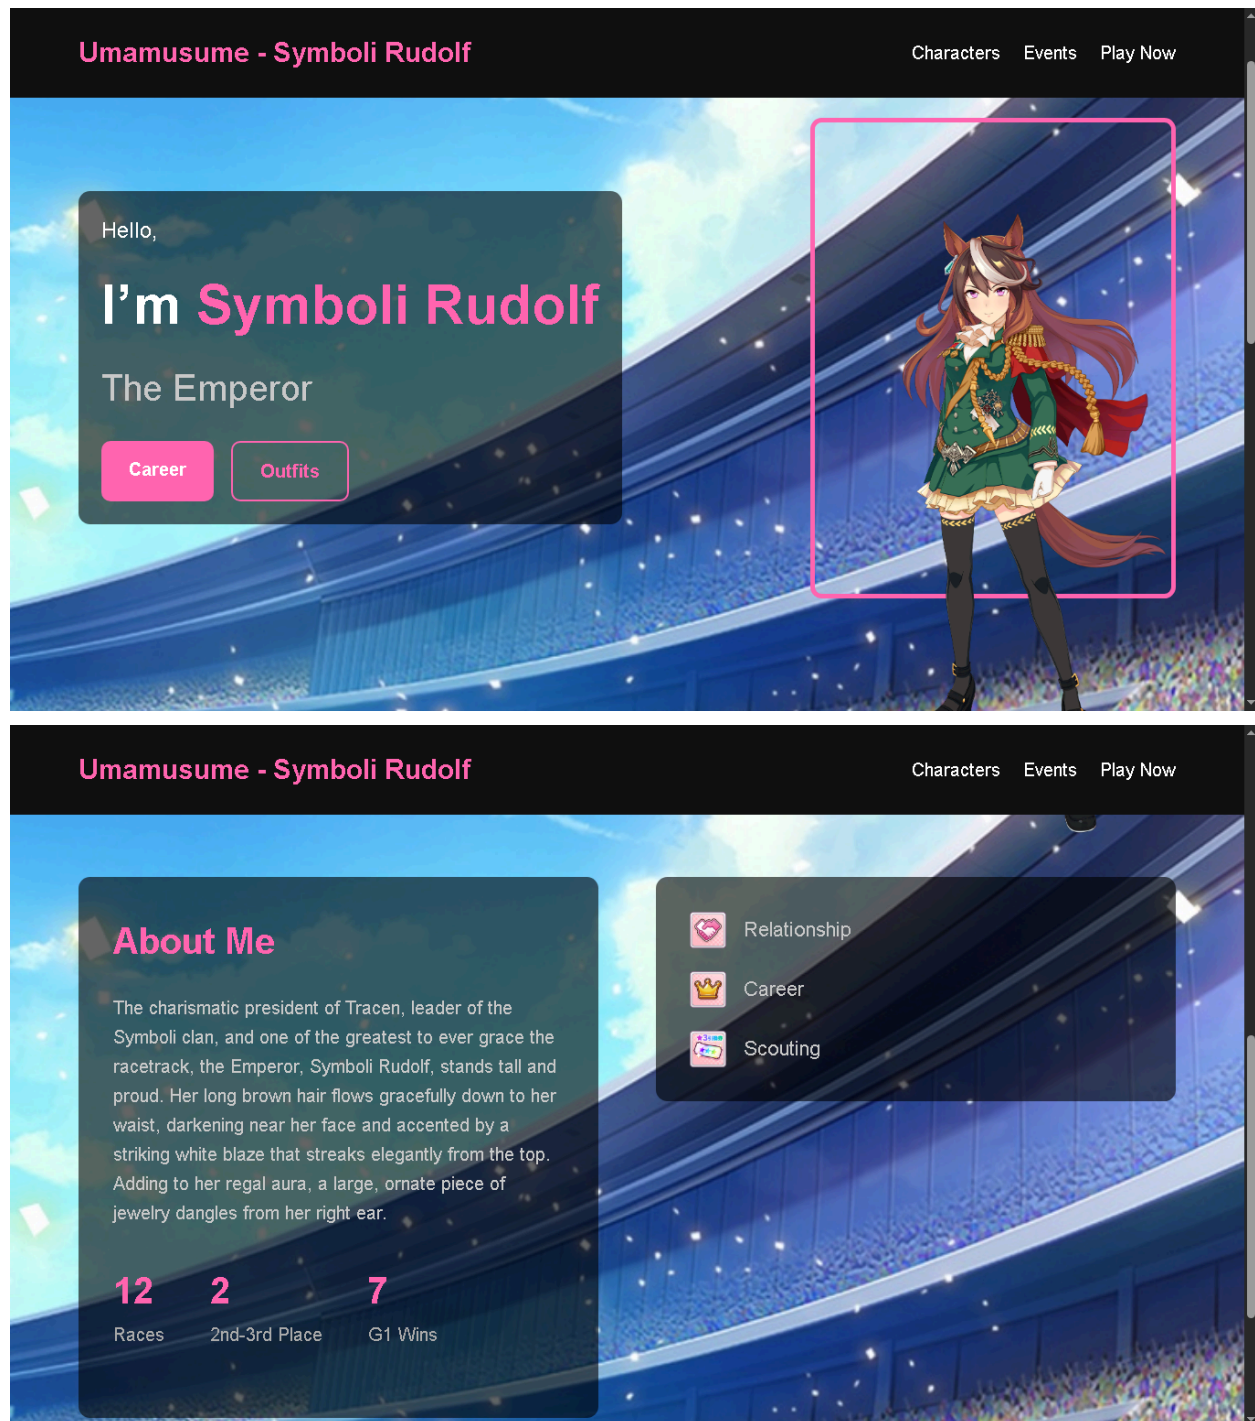 Umamusume - Symboli Rudolf
Characters Events Play Now
Hello,
I’m Symboli Rudolf
The Emperor
Career Outfits
Umamusume - Symboli Rudolf
Characters Events Play Now
About Me
The charismatic president of Tracen, leader of the
Symboli clan, and one of the greatest to ever grace the
racetrack, the Emperor, Symboli Rudolf, stands tall and
proud. Her long brown hair flows gracefully down to her
waist, darkening near her face and accented by a
striking white blaze that streaks elegantly from the top.
Adding to her regal aura, a large, ornate piece of
jewelry dangles from her right ear.
12 2 7
Races 2nd-3rd Place G1 Wins
Relationship
Career
Scouting